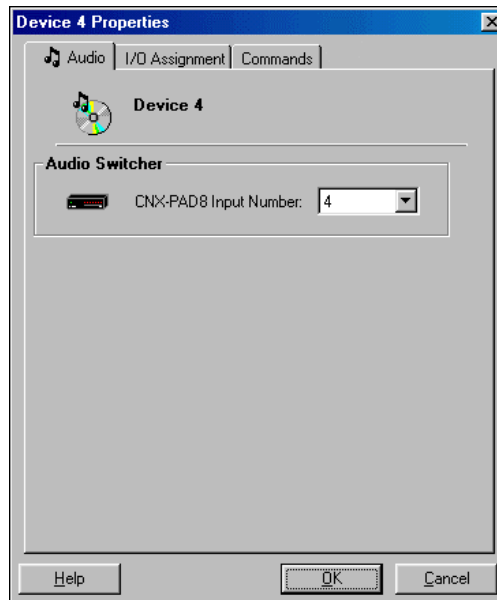 Device 4 Properties
Audio I/O Assignment Commands
Device 4
Audio Switcher
CNX-PAD8 Input Number: 4
Help OK Cancel